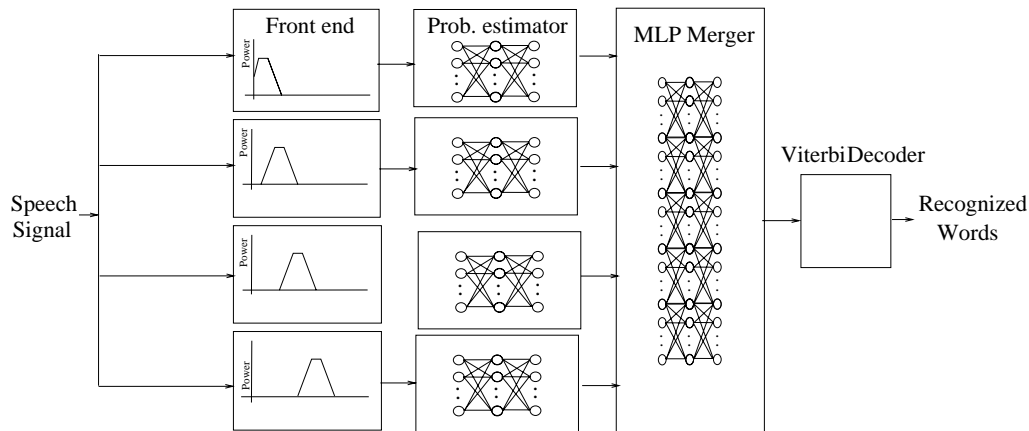 Front end
Prob. estimator
MLP Merger
Power
Power
ViterbiDecoder
Speech
Signal
Recognized
Words
Power
Power